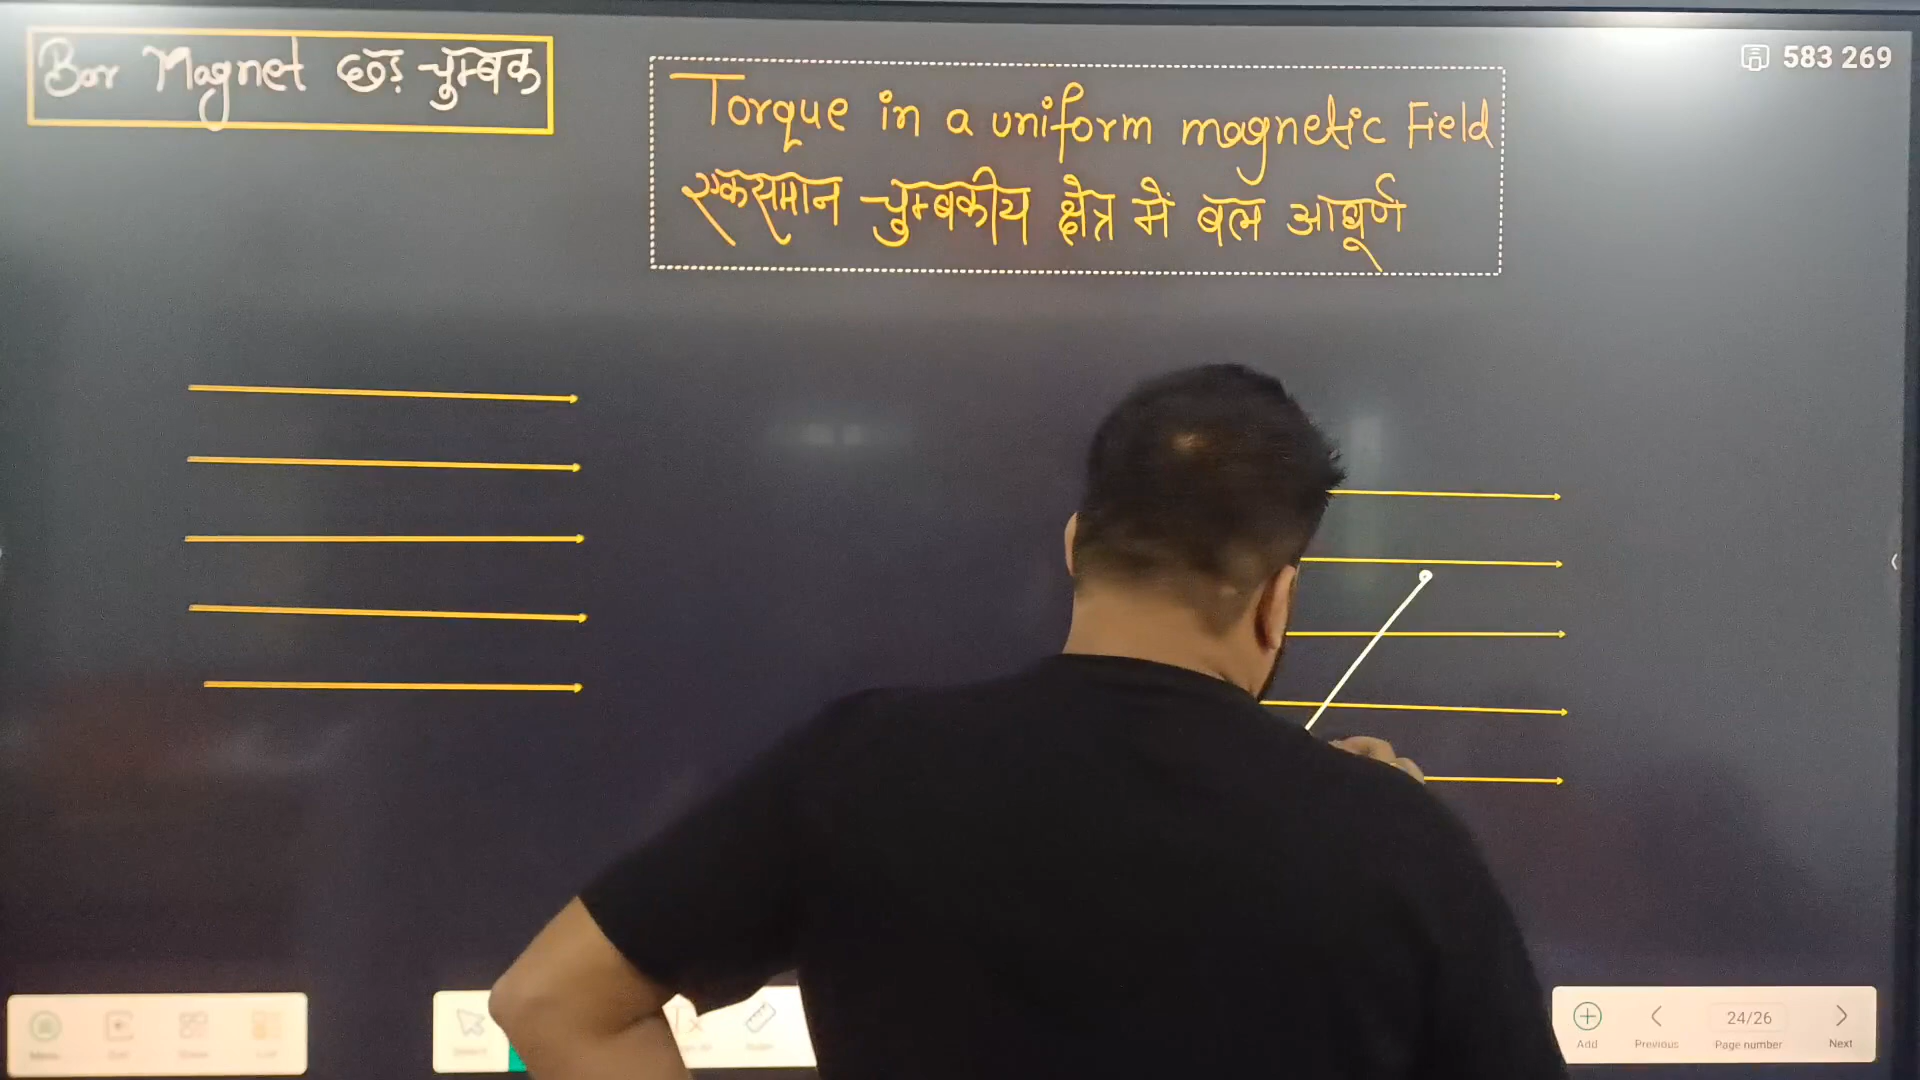 Bar Magnet छड़ चुम्बक
583 269
Torque in a uniform magnetic Field
एकसमान चुम्बकीय क्षेत्र में बल आघूर्ण
Add
Previous
24/26
Page number
Next